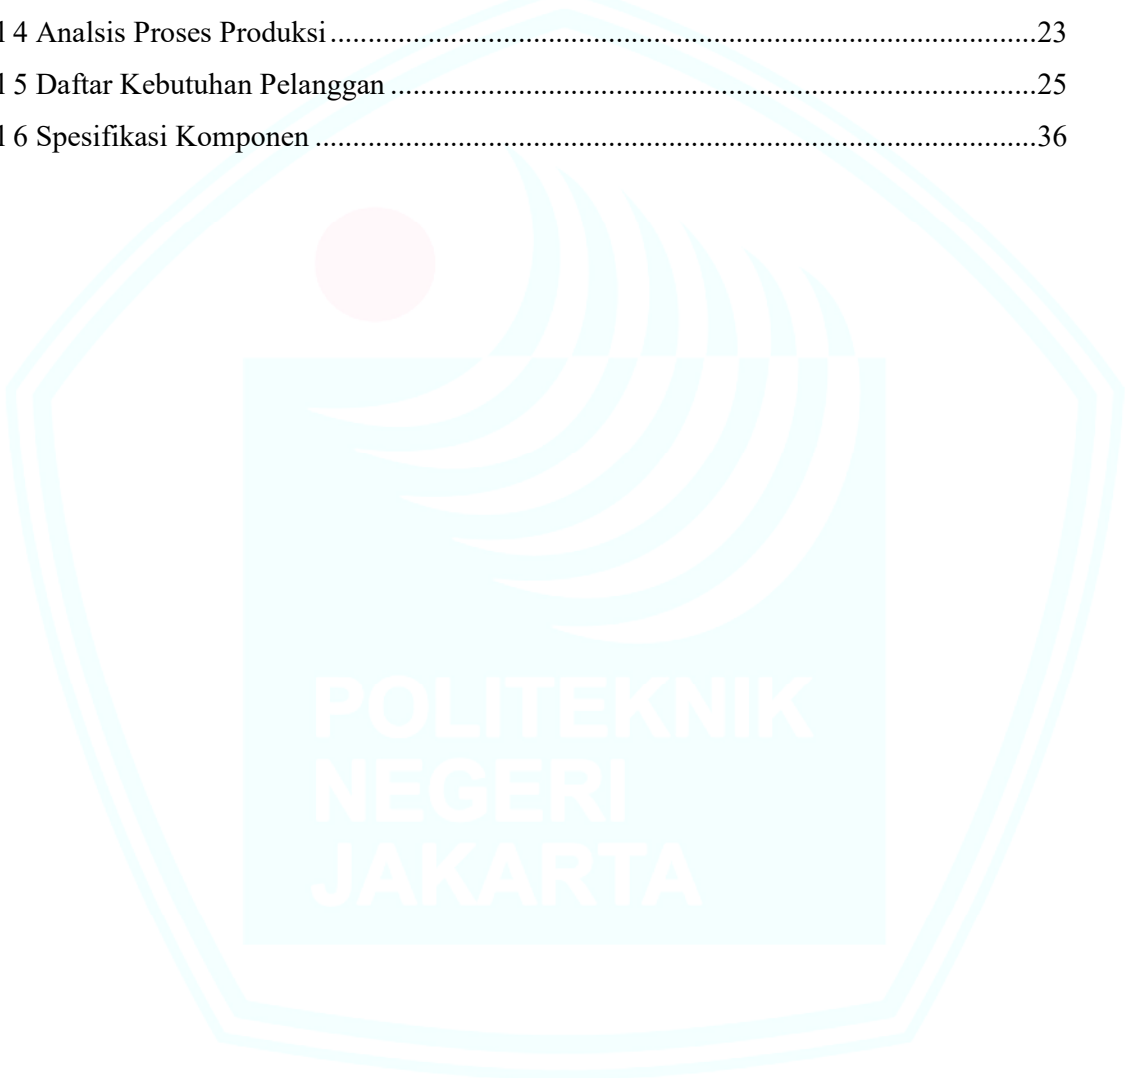 l 4 Analsis Proses Produksi..............................................................................................23
l 5 Daftar Kebutuhan Pelanggan ......................................................................................25
l 6 Spesifikasi Komponen ................................................................................................36
POLITEKNIK
NEGERI
JAKARTA